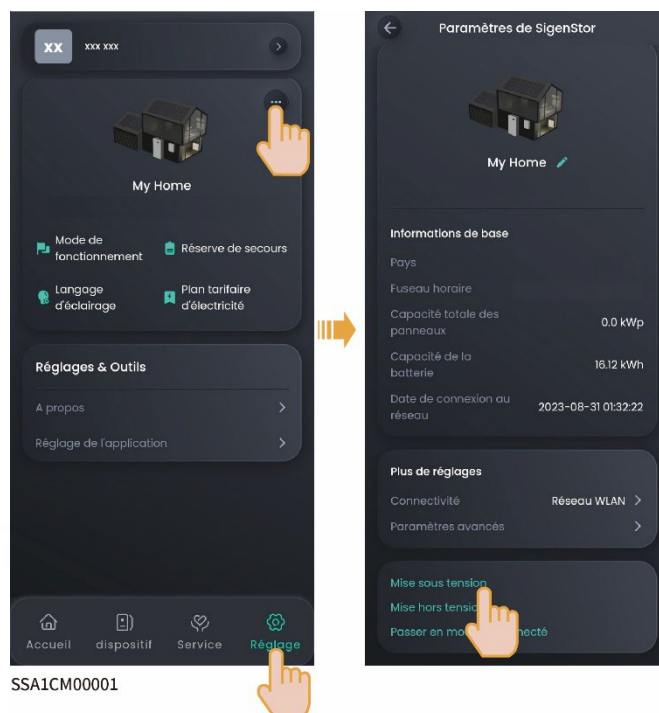 xx
xxx xxx
My Home
Mode de
fonctionnement
Réserve de secours
Langage
d'éclairage
Plan tarifaire
d'électricité
Réglages & Outils
A propos
Réglage de l'application
Accueil
dispositif
Service
Réglage
SSA1CM00001
Paramètres de SigenStor
My Home
Informations de base
Pays
Fuseau horaire
Capacité totale des
panneaux
0.0 kWp
Capacité de la
batterie
16.12 kWh
Date de connexion au
réseau
2023-08-31 01:32:22
Plus de réglages
Connectivité
Réseau WLAN
Paramètres avancés
Mise sous tension
Mise hors
Passer en